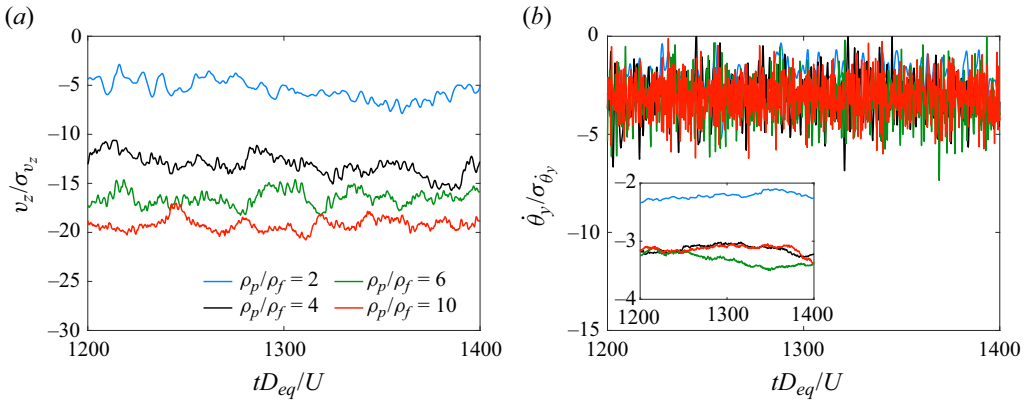 (a)
0
−5
−10
−15
−20
−25
−30
v_z/σ_{v_z}
ρ_p/ρ_f = 2
ρ_p/ρ_f = 6
ρ_p/ρ_f = 4
ρ_p/ρ_f = 10
1200
1300
1400
tD_{eq}/U
(b)
0
−5
−10
−15
θ̇_y/σ_{θ̇_y}
−2
−3
−4
1200
1300
1400
1200
1300
1400
tD_{eq}/U